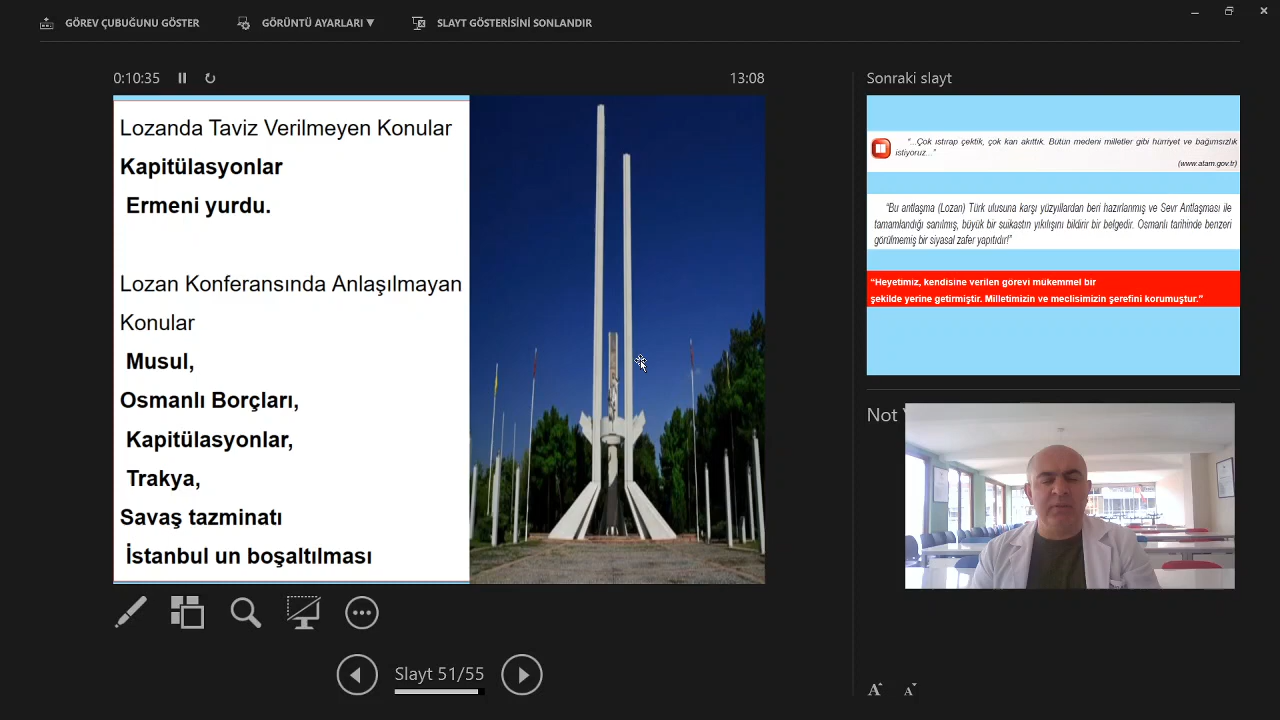 GÖREV ÇUBUĞUNU GÖSTER
GÖRÜNTÜ AYARLARI ▼
SLAYT GÖSTERİSİNİ SONLANDIR
0:10:35
13:08
Lozanda Taviz Verilmeyen Konular
Kapitülasyonlar
Ermeni yurdu.
Lozan Konferansında Anlaşılmayan
Konular
Musul,
Osmanlı Borçları,
Kapitülasyonlar,
Trakya,
Savaş tazminatı
İstanbul un boşaltılması
Slayt 51/55
Sonraki slayt
"...Çok ıstırap çektik, çok kan akıttık. Bütün medeni milletler gibi hürriyet ve bağımsızlık
istiyoruz..."
(www.atam.gov.tr)
"Bu antlaşma (Lozan) Türk ulusuna karşı yüzyıllardan beri hazırlanmış ve Sevr Antlaşması ile
tamamlandığı sanılmış, büyük bir suikastın yıkılışını bildirir bir belgedir. Osmanlı tarihinde benzeri
görülmemiş bir siyasal zafer yapıtıdır!"
"Heyetimiz, kendisine verilen görevi mükemmel bir
şekilde yerine getirmiştir. Milletimizin ve meclisimizin şerefini korumuştur."
Not
A A